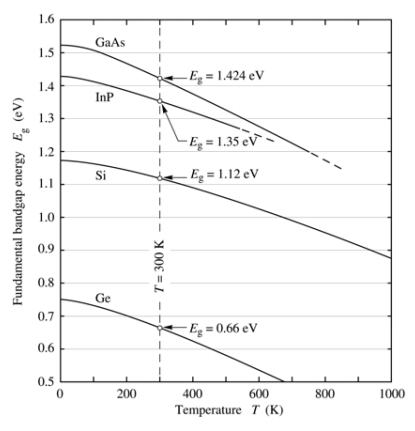 1.6
1.5
1.4
1.3
1.2
1.1
1.0
0.9
0.8
0.7
0.6
0.5
Fundamental bandgap energy E_g (eV)
GaAs
E_g = 1.424 eV
InP
E_g = 1.35 eV
Si
E_g = 1.12 eV
T = 300 K
Ge
E_g = 0.66 eV
0 200 400 600 800 1000
Temperature T (K)